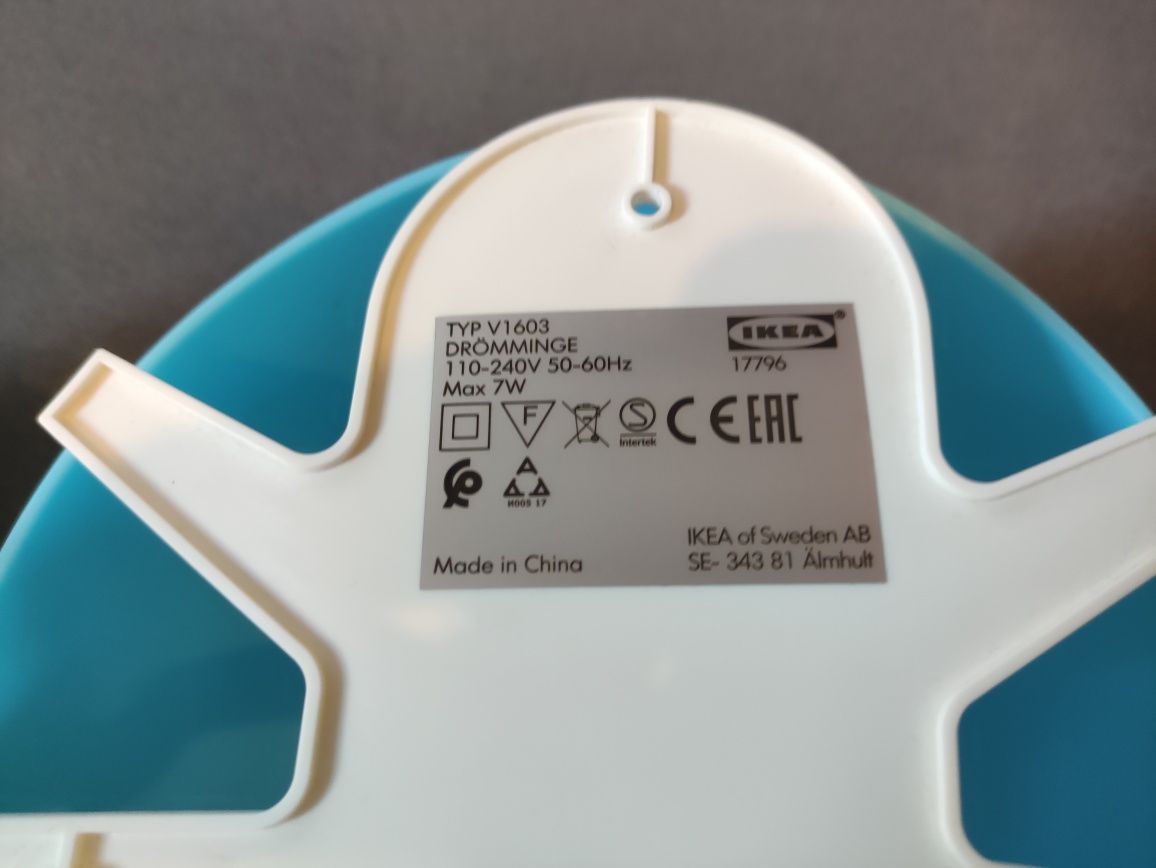 TYP V1603
DRÖMMINGE
110-240V 50-60Hz
Max 7W
IKEA®
17796
F
S
Intertek
CE
EAC
A
M005 17
Made in China
IKEA of Sweden AB
SE- 343 81 Älmhult